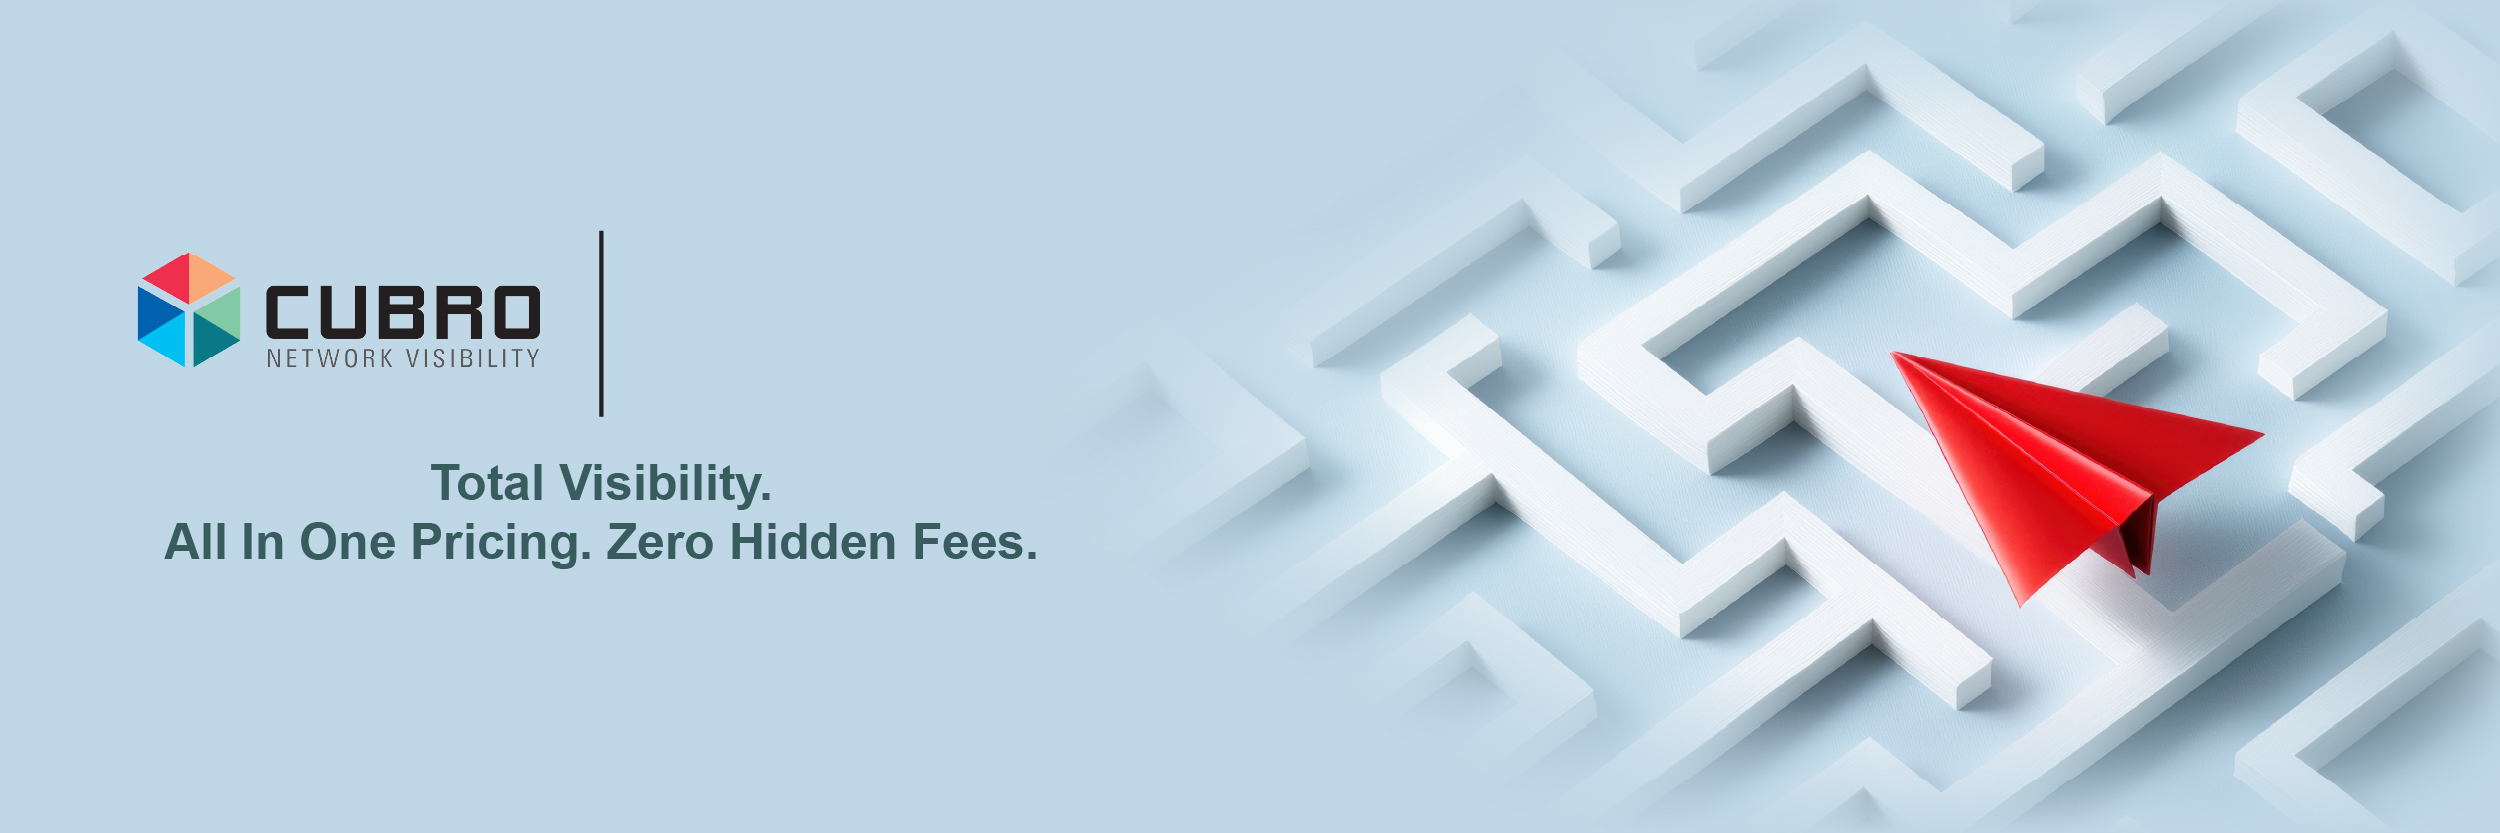 CUBRO
NETWORK VISIBILITY
Total Visibility.
All In One Pricing. Zero Hidden Fees.